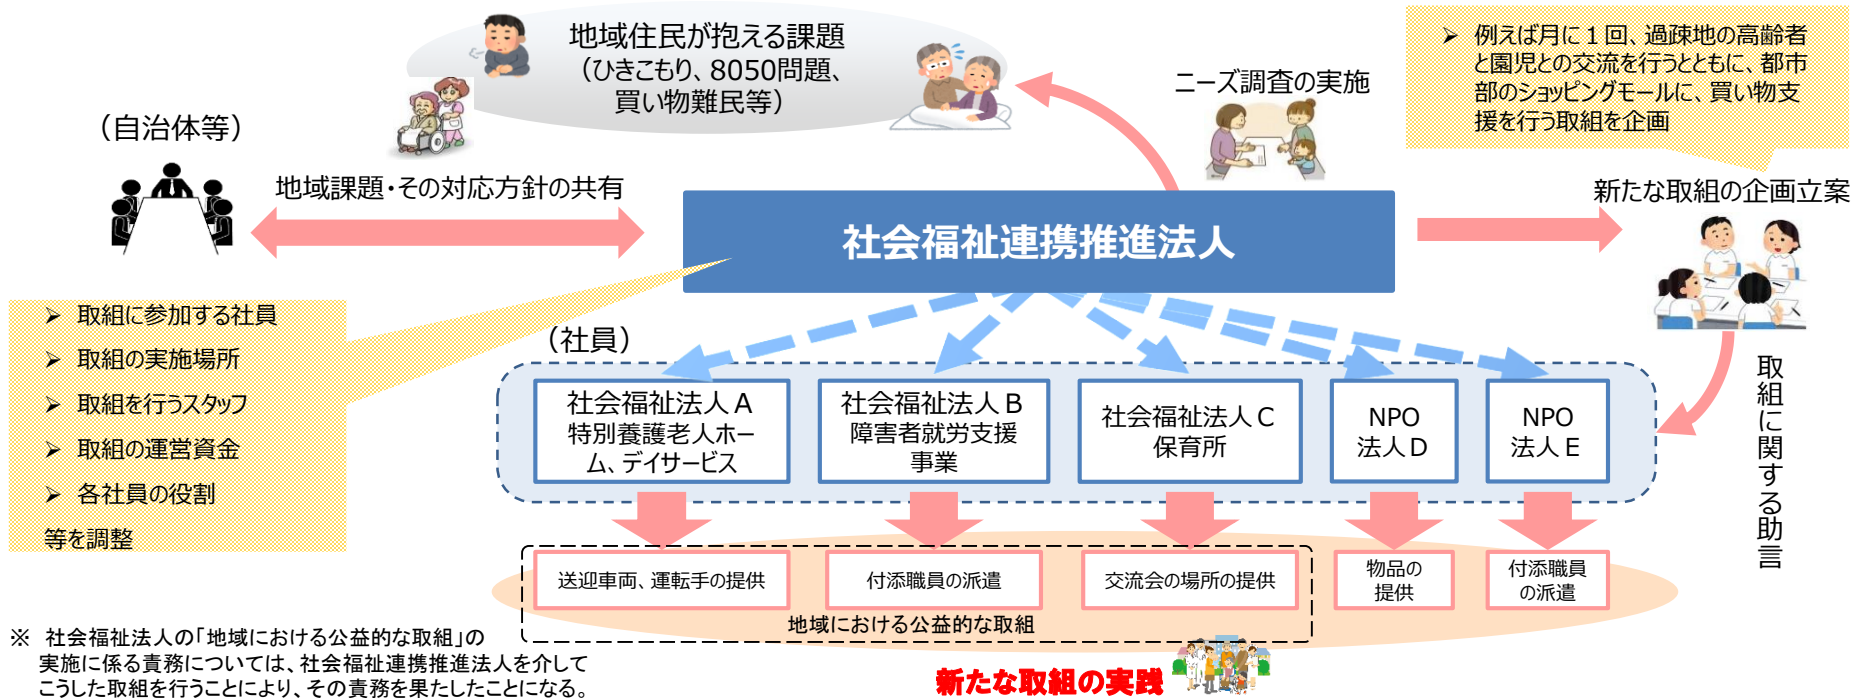 地域住民が抱える課題
（ひきこもり、8050問題、
買い物難民等）
ニーズ調査の実施
➢ 例えば月に１回、過疎地の高齢者
と園児との交流を行うとともに、都市
部のショッピングモールに、買い物支
援を行う取組を企画
（自治体等）
地域課題・その対応方針の共有
社会福祉連携推進法人
新たな取組の企画立案
➢ 取組に参加する社員
➢ 取組の実施場所
➢ 取組を行うスタッフ
➢ 取組の運営資金
➢ 各社員の役割
等を調整
（社員）
社会福祉法人Ａ
特別養護老人ホー
ム、デイサービス
社会福祉法人Ｂ
障害者就労支援
事業
社会福祉法人Ｃ
保育所
NPO
法人Ｄ
NPO
法人Ｅ
取組に関する助言
送迎車両、運転手の提供
付添職員の派遣
交流会の場所の提供
物品の
提供
付添職員
の派遣
地域における公益的な取組
新たな取組の実践
※ 社会福祉法人の「地域における公益的な取組」の
実施に係る責務については、社会福祉連携推進法人を介して
こうした取組を行うことにより、その責務を果たしたことになる。